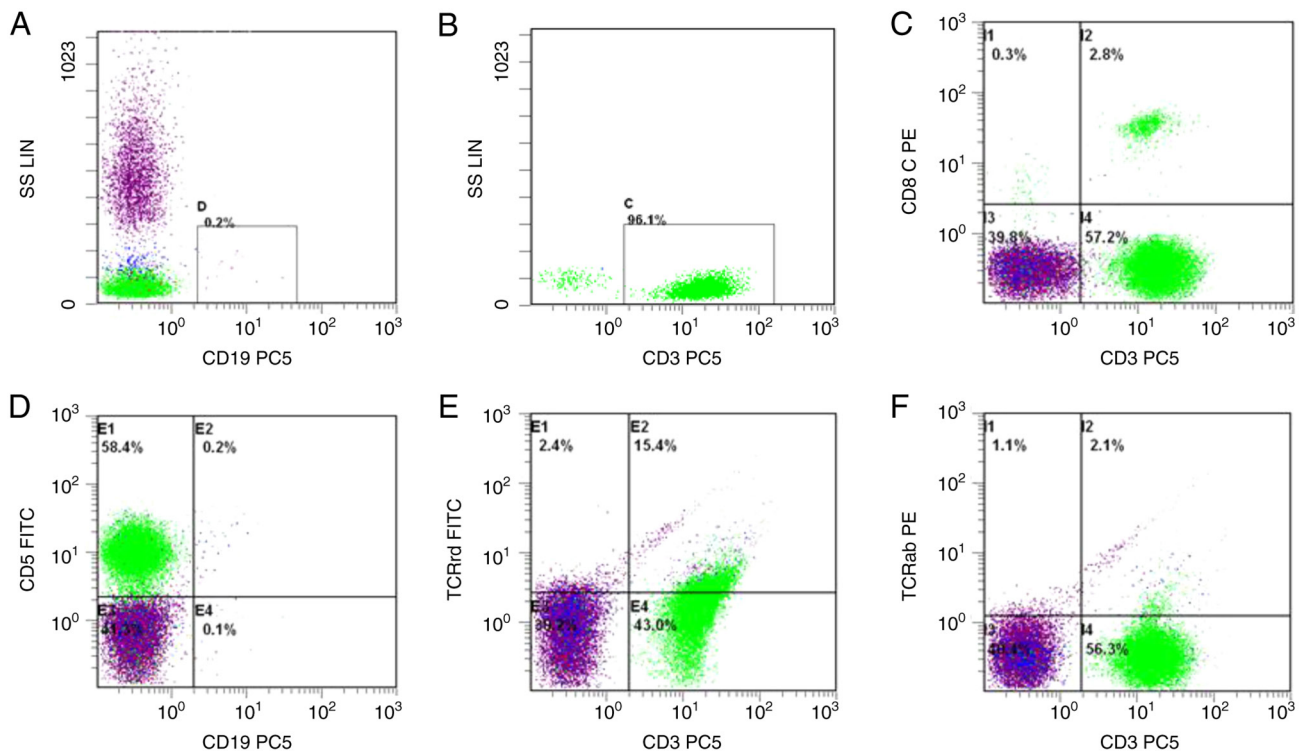 A
SS LIN
1023
0
D
0.2%
10⁰ 10¹ 10² 10³
CD19 PC5
B
SS LIN
1023
0
C
96.1%
10⁰ 10¹ 10² 10³
CD3 PC5
C
CD8 C PE
10³
10²
10¹
10⁰
I1
0.3%
I2
2.8%
I3
39.8%
I4
57.2%
10⁰ 10¹ 10² 10³
CD3 PC5
D
CD5 FITC
10³
10²
10¹
10⁰
E1
58.4%
E2
0.2%
E3
E4
0.1%
10⁰ 10¹ 10² 10³
CD19 PC5
E
TCRrd FITC
10³
10²
10¹
10⁰
E1
2.4%
E2
15.4%
E4
43.0%
10⁰ 10¹ 10² 10³
CD3 PC5
F
TCRab PE
10³
10²
10¹
10⁰
I1
1.1%
I2
2.1%
I3
I4
56.3%
10⁰ 10¹ 10² 10³
CD3 PC5